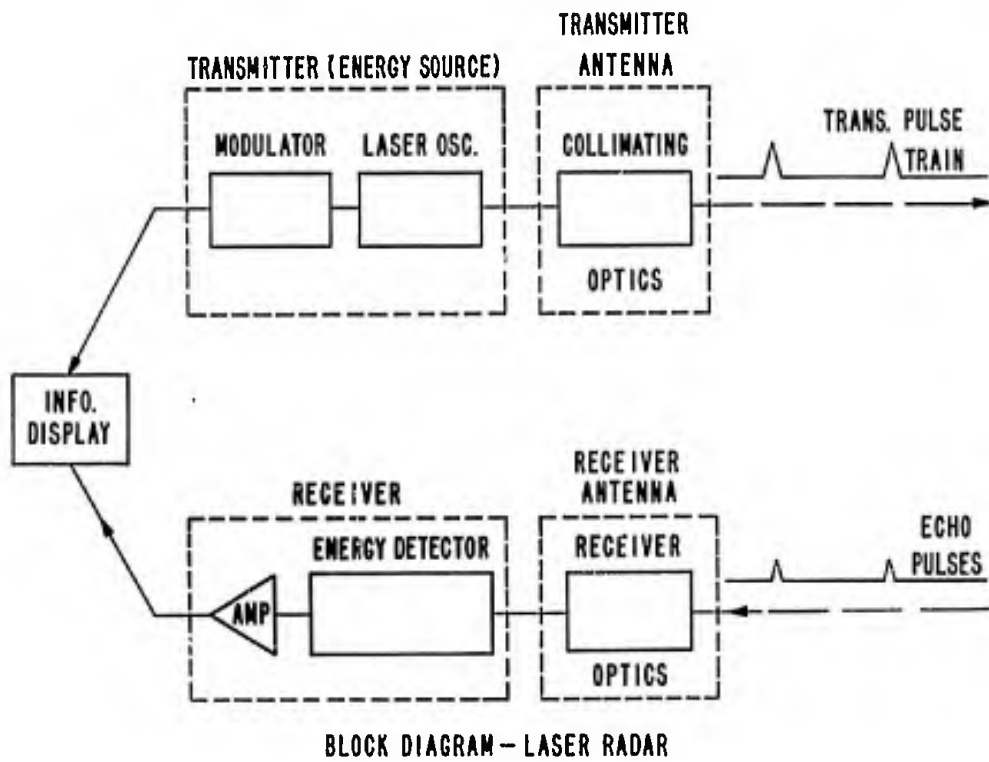 TRANSMITTER (ENERGY SOURCE)
TRANSMITTER
ANTENNA
MODULATOR
LASER OSC.
COLLIMATING
OPTICS
TRANS. PULSE
TRAIN
INFO.
DISPLAY
RECEIVER
AMP
ENERGY DETECTOR
RECEIVER
ANTENNA
RECEIVER
OPTICS
ECHO
PULSES
BLOCK DIAGRAM - LASER RADAR